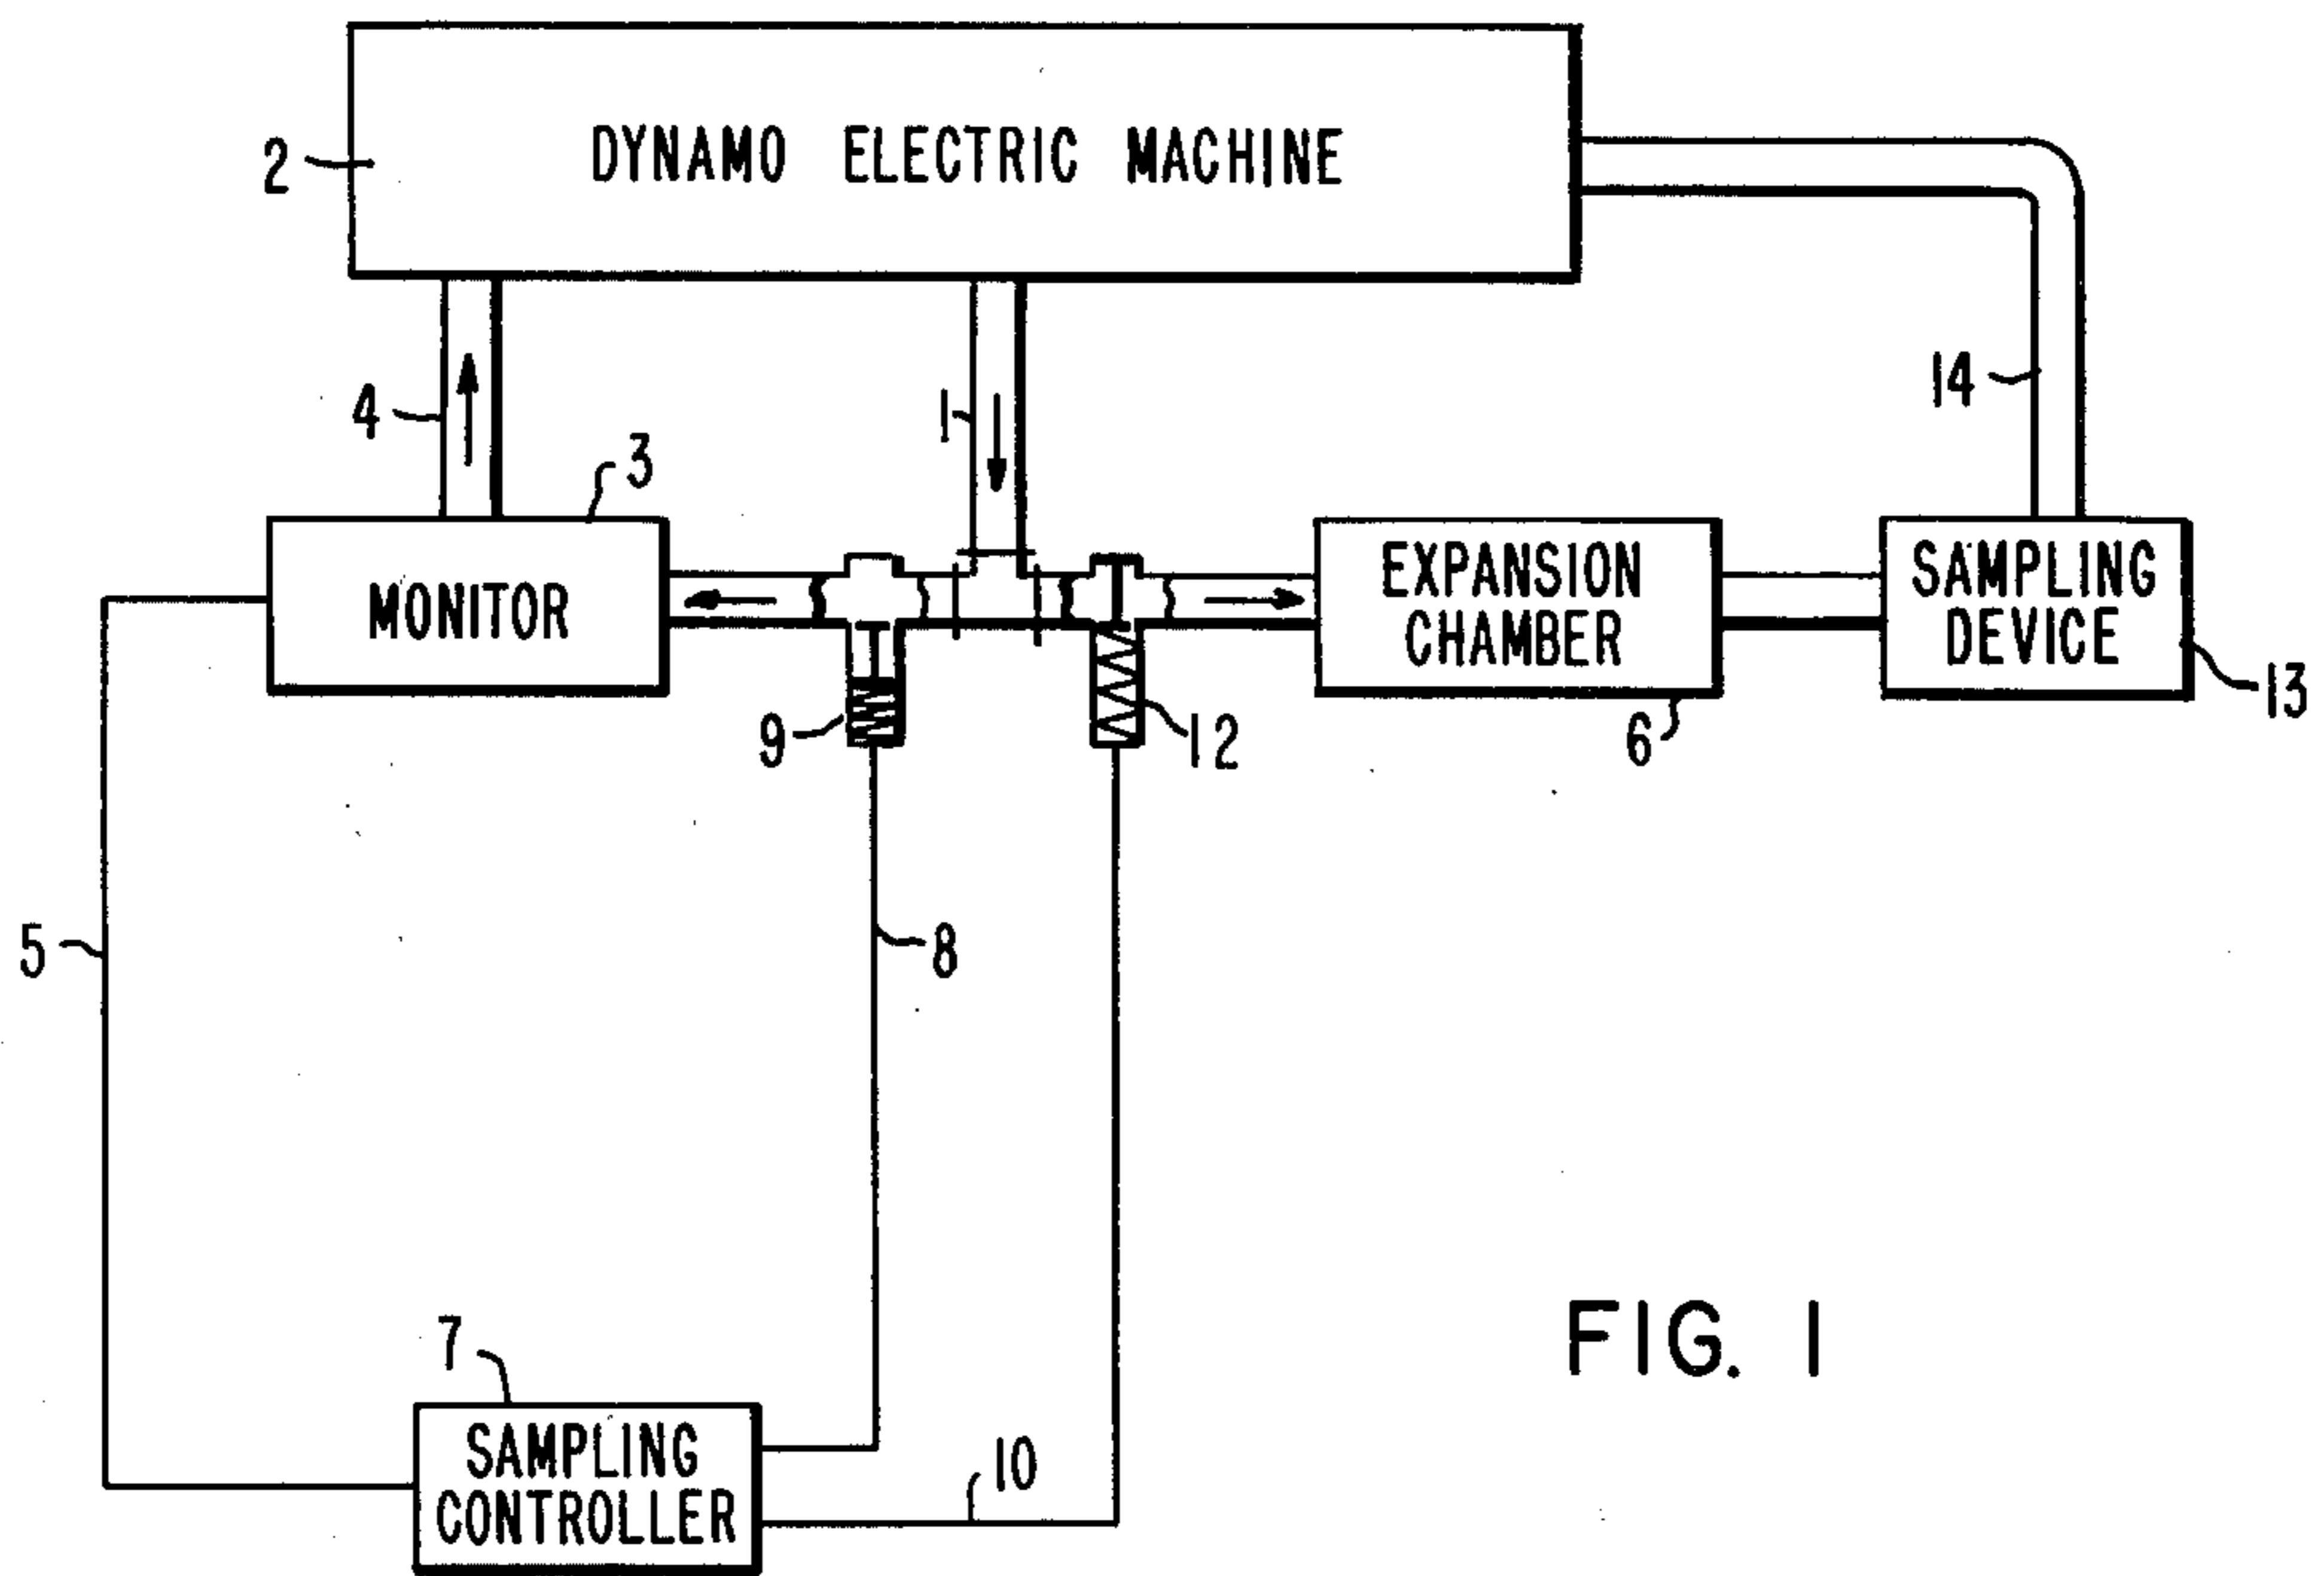 DYNAMO ELECTRIC MACHINE
2
4
1
14
3
MONITOR
EXPANSION
CHAMBER
SAMPLING
DEVICE
9
12
6
13
5
8
7
SAMPLING
CONTROLLER
10
FIG. 1